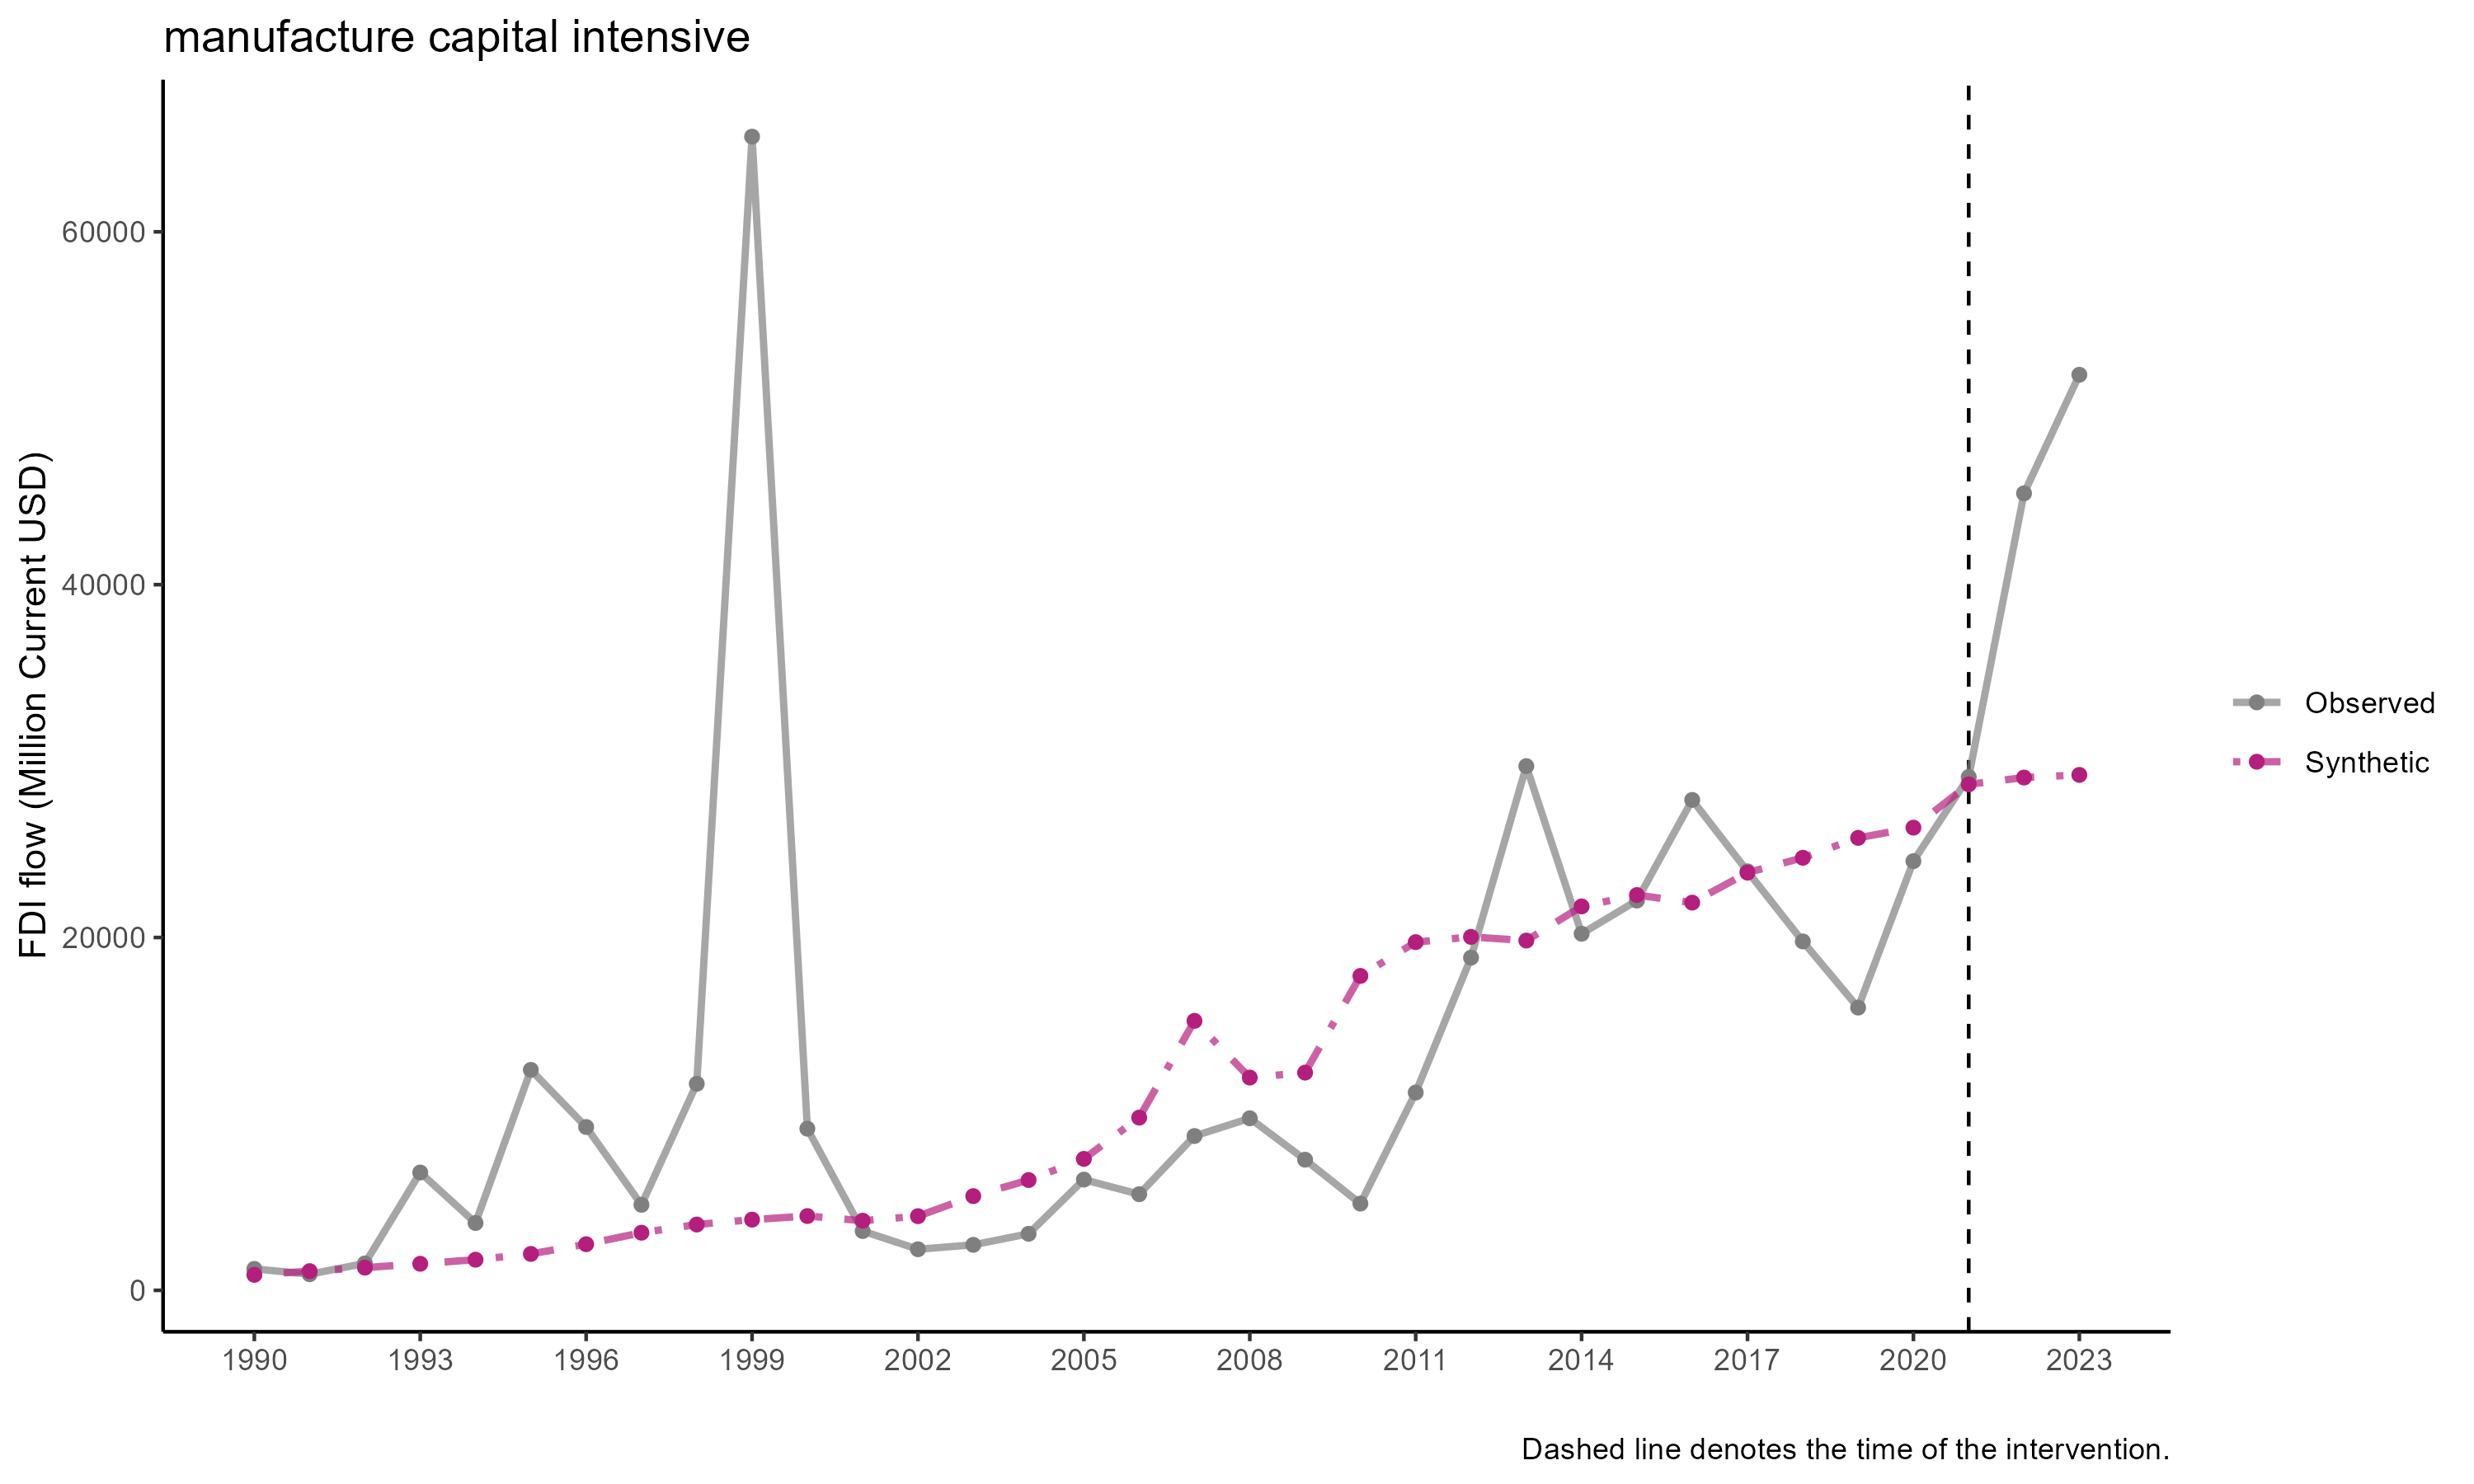 manufacture capital intensive
FDI flow (Million Current USD)
60000
40000
20000
0
1990 1993 1996 1999 2002 2005 2008 2011 2014 2017 2020 2023
Observed
Synthetic
Dashed line denotes the time of the intervention.